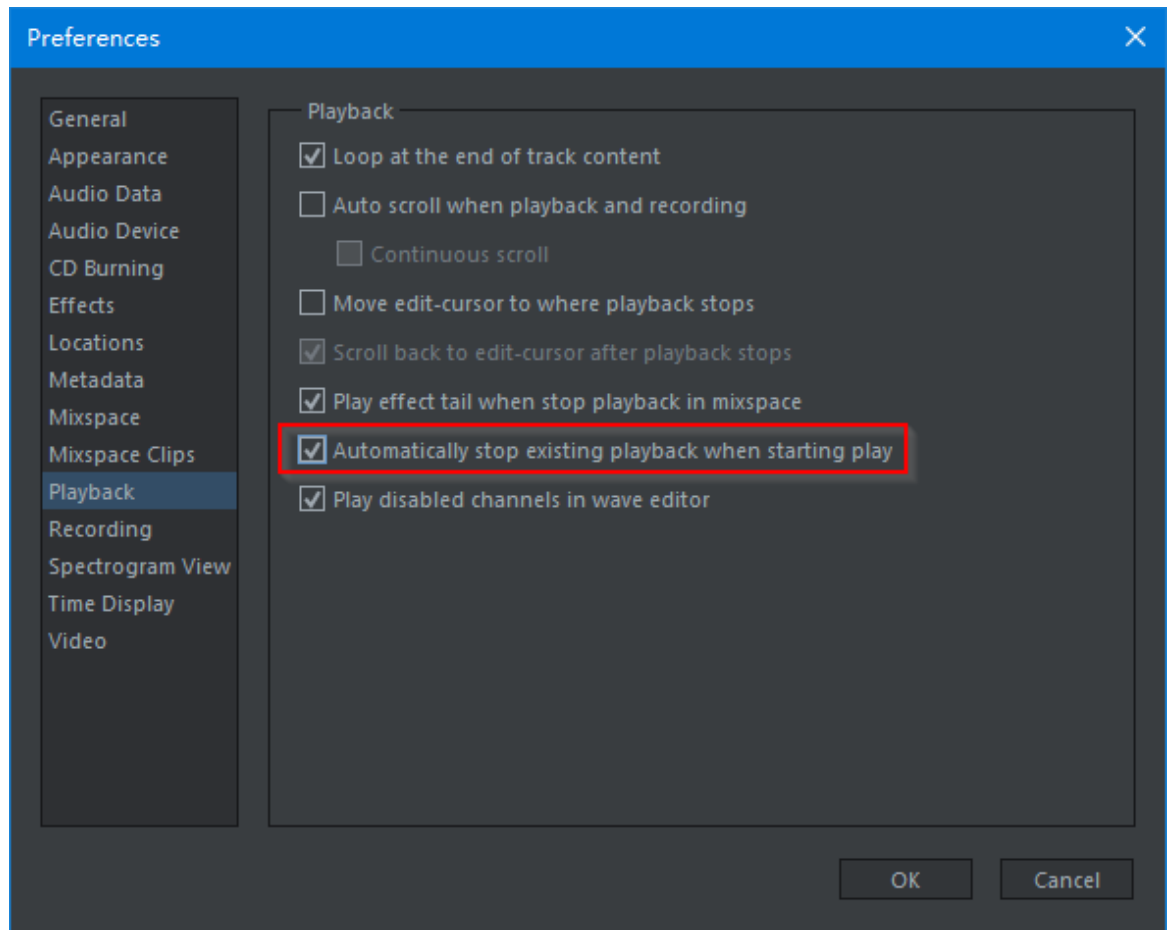 Preferences
General
Appearance
Audio Data
Audio Device
CD Burning
Effects
Locations
Metadata
Mixspace
Mixspace Clips
Playback
Recording
Spectrogram View
Time Display
Video
Playback
Loop at the end of track content
Auto scroll when playback and recording
Continuous scroll
Move edit-cursor to where playback stops
Scroll back to edit-cursor after playback stops
Play effect tail when stop playback in mixspace
Automatically stop existing playback when starting play
Play disabled channels in wave editor
OK
Cancel